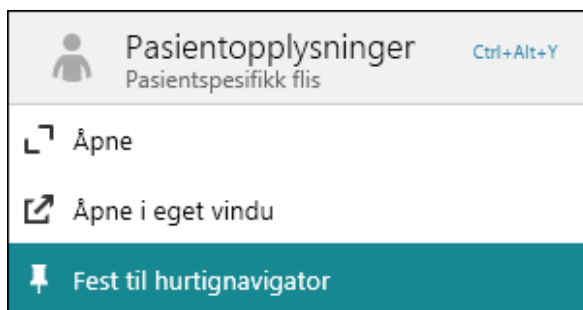 Pasientopplysninger Ctrl+Alt+Y
Pasientspesifikk flis
Åpne
Åpne i eget vindu
Fest til hurtignavigator